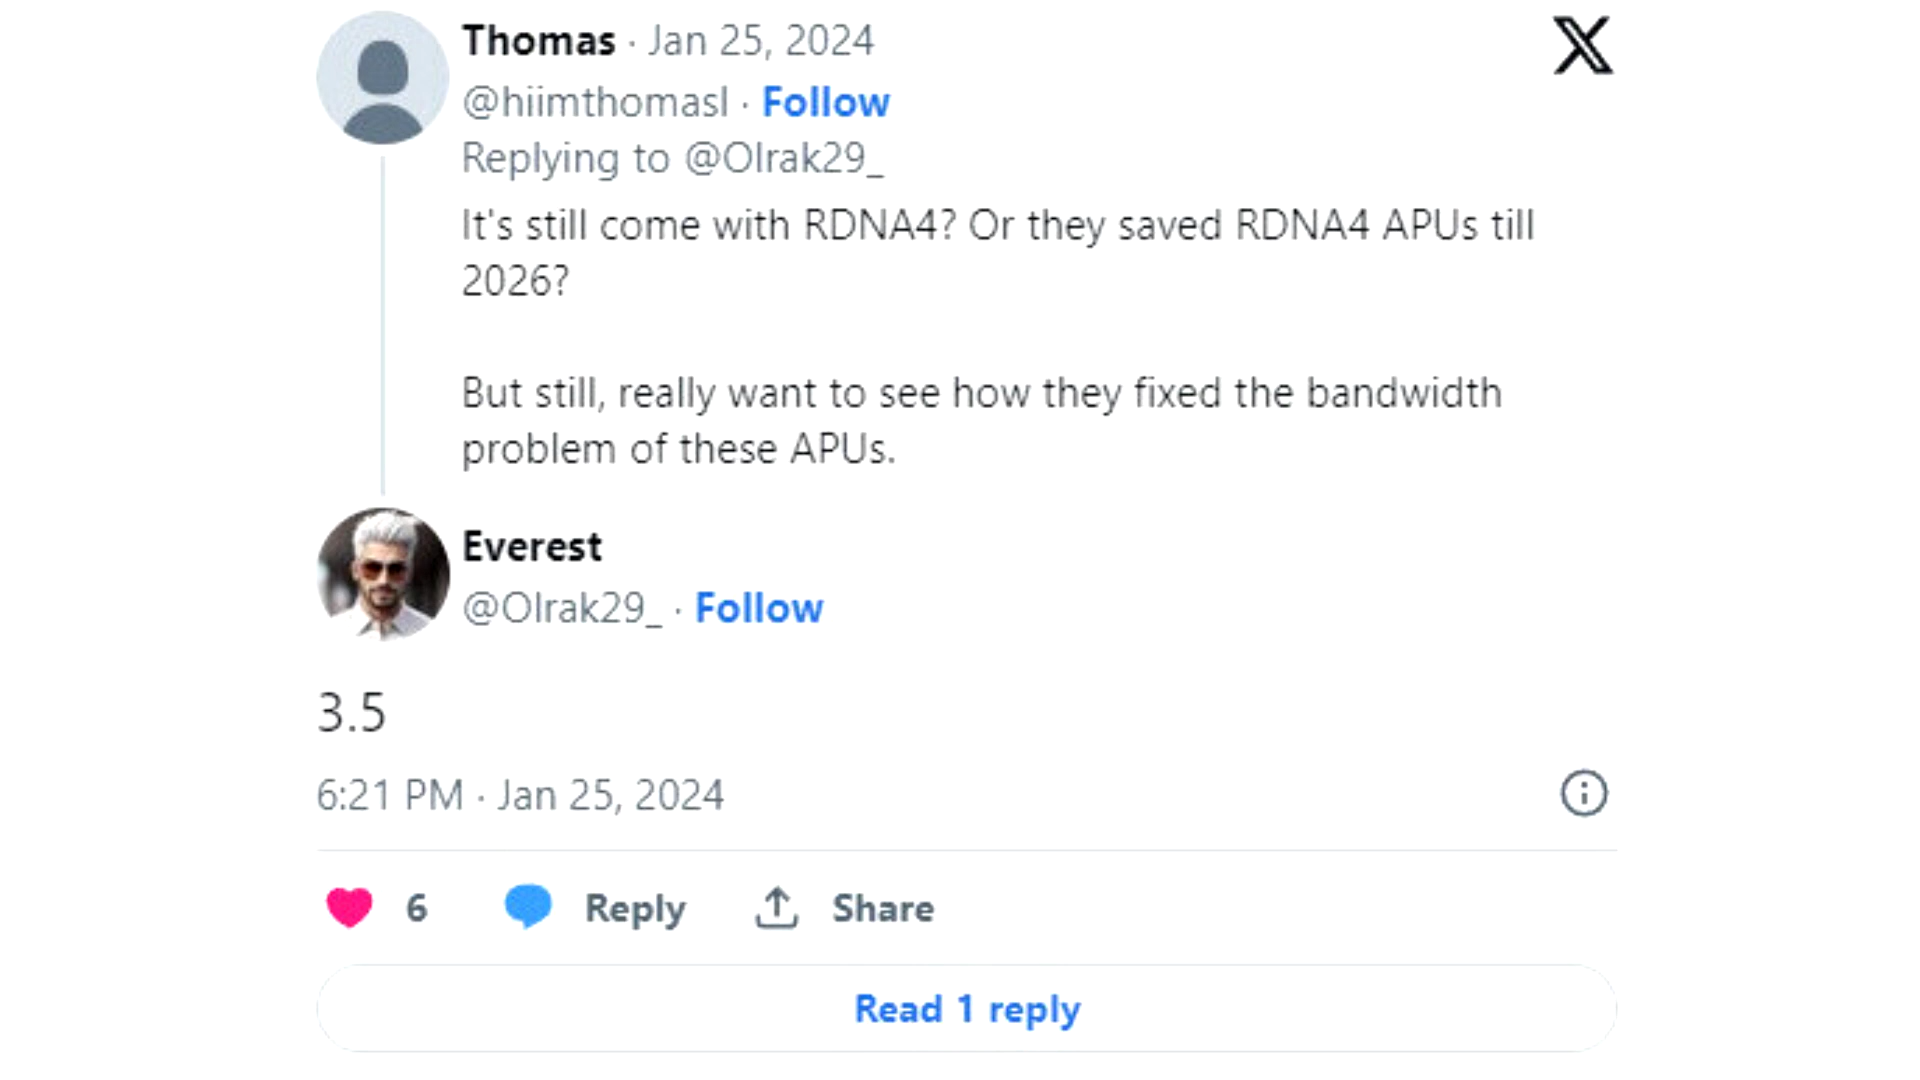 Thomas · Jan 25, 2024
@hiimthomasl · Follow
Replying to @Olrak29_
It's still come with RDNA4? Or they saved RDNA4 APUs till
2026?
But still, really want to see how they fixed the bandwidth
problem of these APUs.
Everest
@Olrak29_ · Follow
3.5
6:21 PM · Jan 25, 2024
6 Reply Share
Read 1 reply